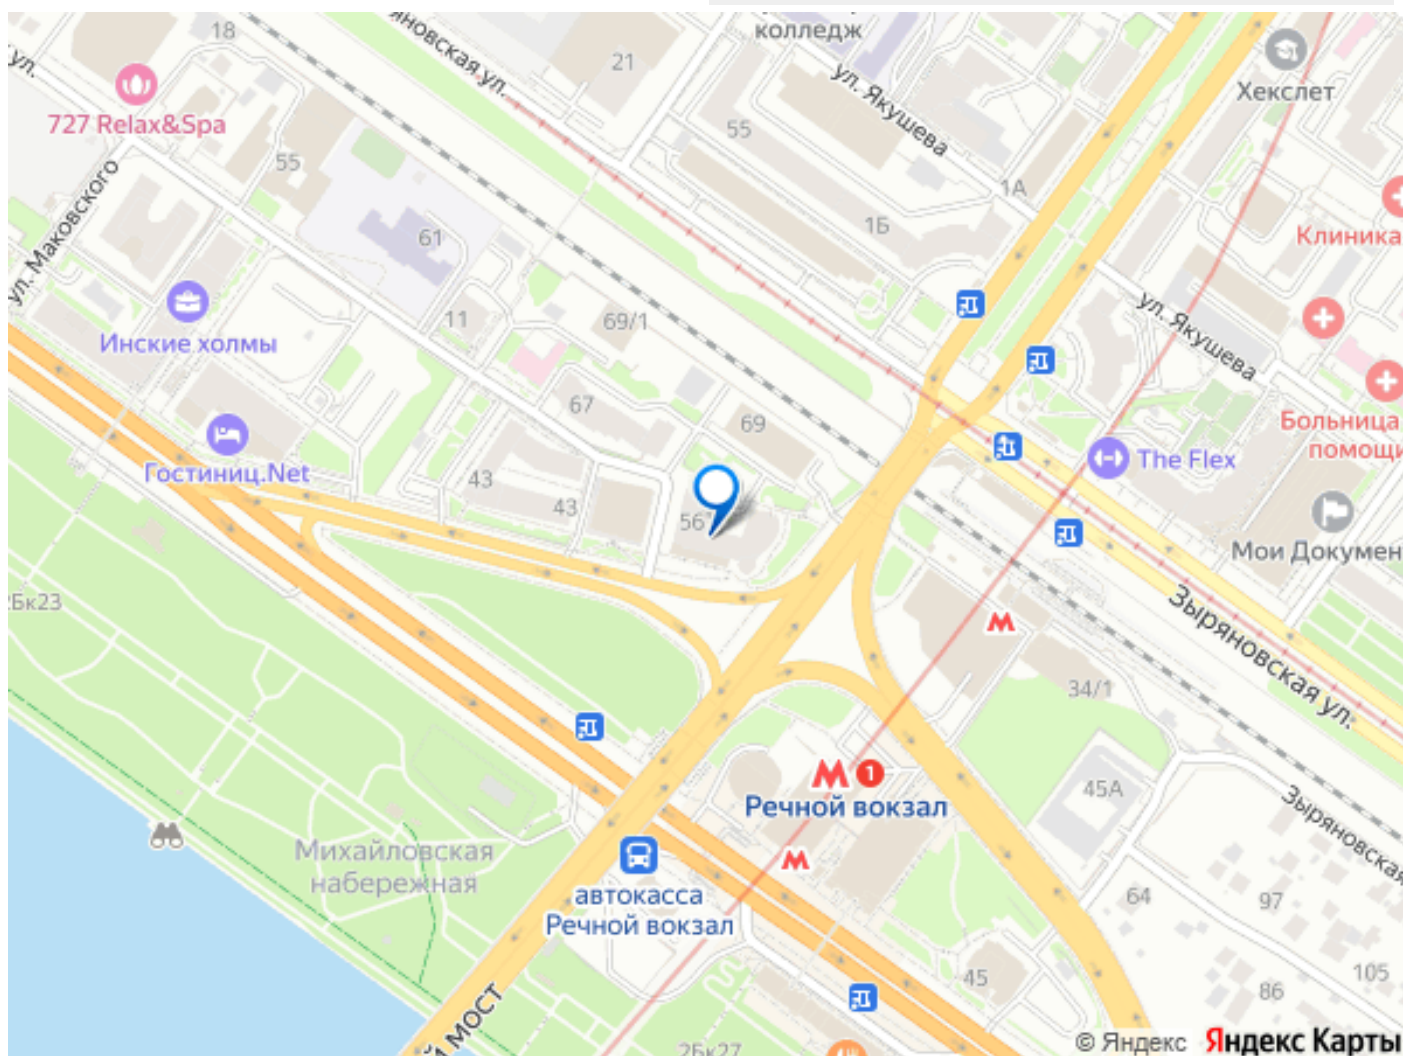 колледж
18
21
ул.
727 Relax&Spa
ул. Якушева
Хекслет
55
55
1А
1Б
61
ул. Маковского
Клиника
11
69/1
Инские холмы
ул. Якушева
67
69
Больница
помощи
Гостиниц.Net
The Flex
43
43
56
Мои Докумен
Зыряновская ул.
34/1
45А
1
Речной вокзал
Зыряновская
Михайловская
набережная
автокасса
Речной вокзал
64
97
45
105
86
мост
2Бк27
© Яндекс Яндекс Карты